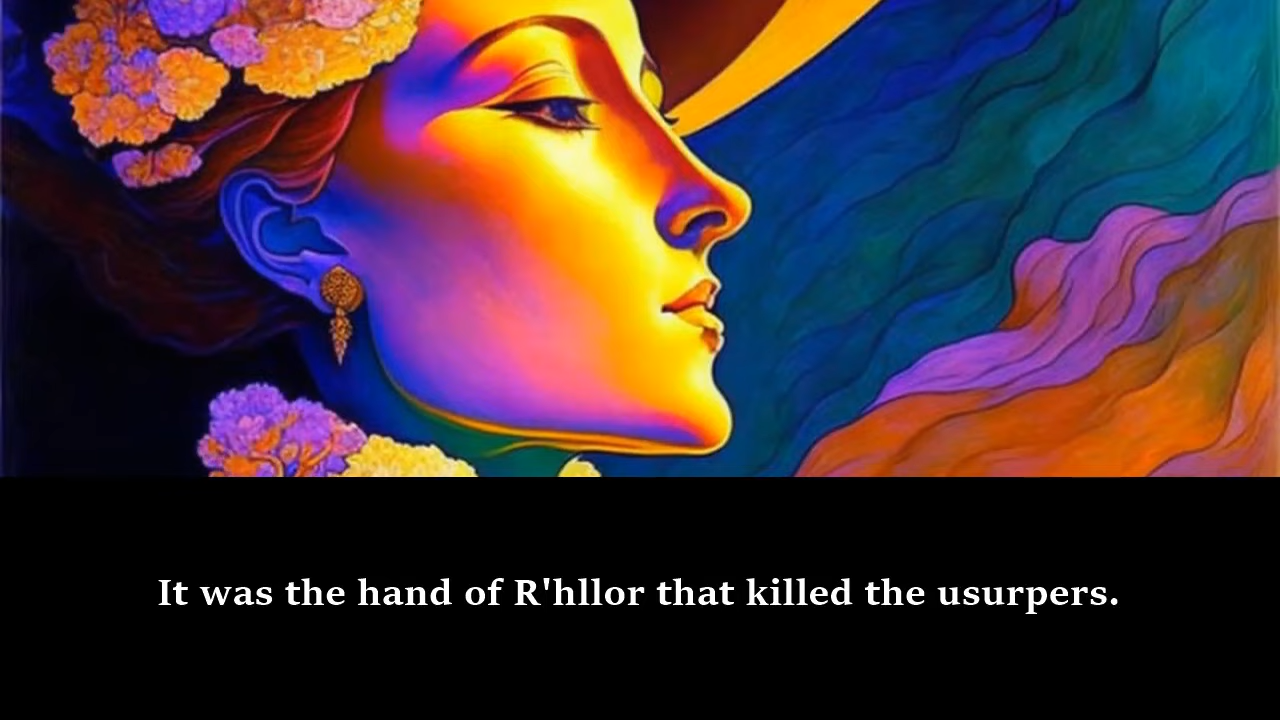 It was the hand of R'hllor that killed the usurpers.